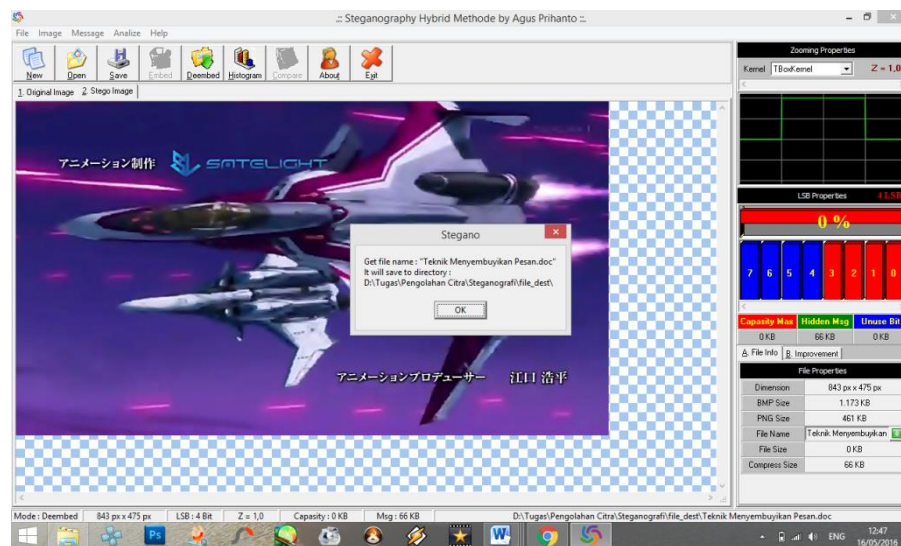 .:: Steganography Hybrid Methode by Agus Prihanto ::.
File Image Message Analize Help
New Open Save Embed Deembed Histogram Compare About Exit
1. Original Image 2. Stego Image
アニメーション制作 SATELIGHT
アニメーションプロデューサー 江口 浩平
Stegano
Get file name : "Teknik Menyembuyikan Pesan.doc"
It will save to directory :
D:\Tugas\Pengolahan Citra\Steganografi\file_dest\
OK
Zooming Properties
Kernel TBoxKernel Z = 1,0
LSB Properties 4 LSB
0 %
7 6 5 4 3 2 1 0
Capasity Max Hidden Msg Unuse Bit
0 KB 66 KB 0 KB
A. File Info B. Improvement
File Properties
Dimension 843 px x 475 px
BMP Size 1.173 KB
PNG Size 461 KB
File Name Teknik Menyembuyikan
File Size 0 KB
Compress Size 66 KB
Mode : Deembed 843 px x 475 px LSB : 4 Bit Z = 1,0 Capasity : 0 KB Msg : 66 KB D:\Tugas\Pengolahan Citra\Steganografi\file_dest\Teknik Menyembuyikan Pesan.doc
Ps W ENG 12:47
16/05/2016